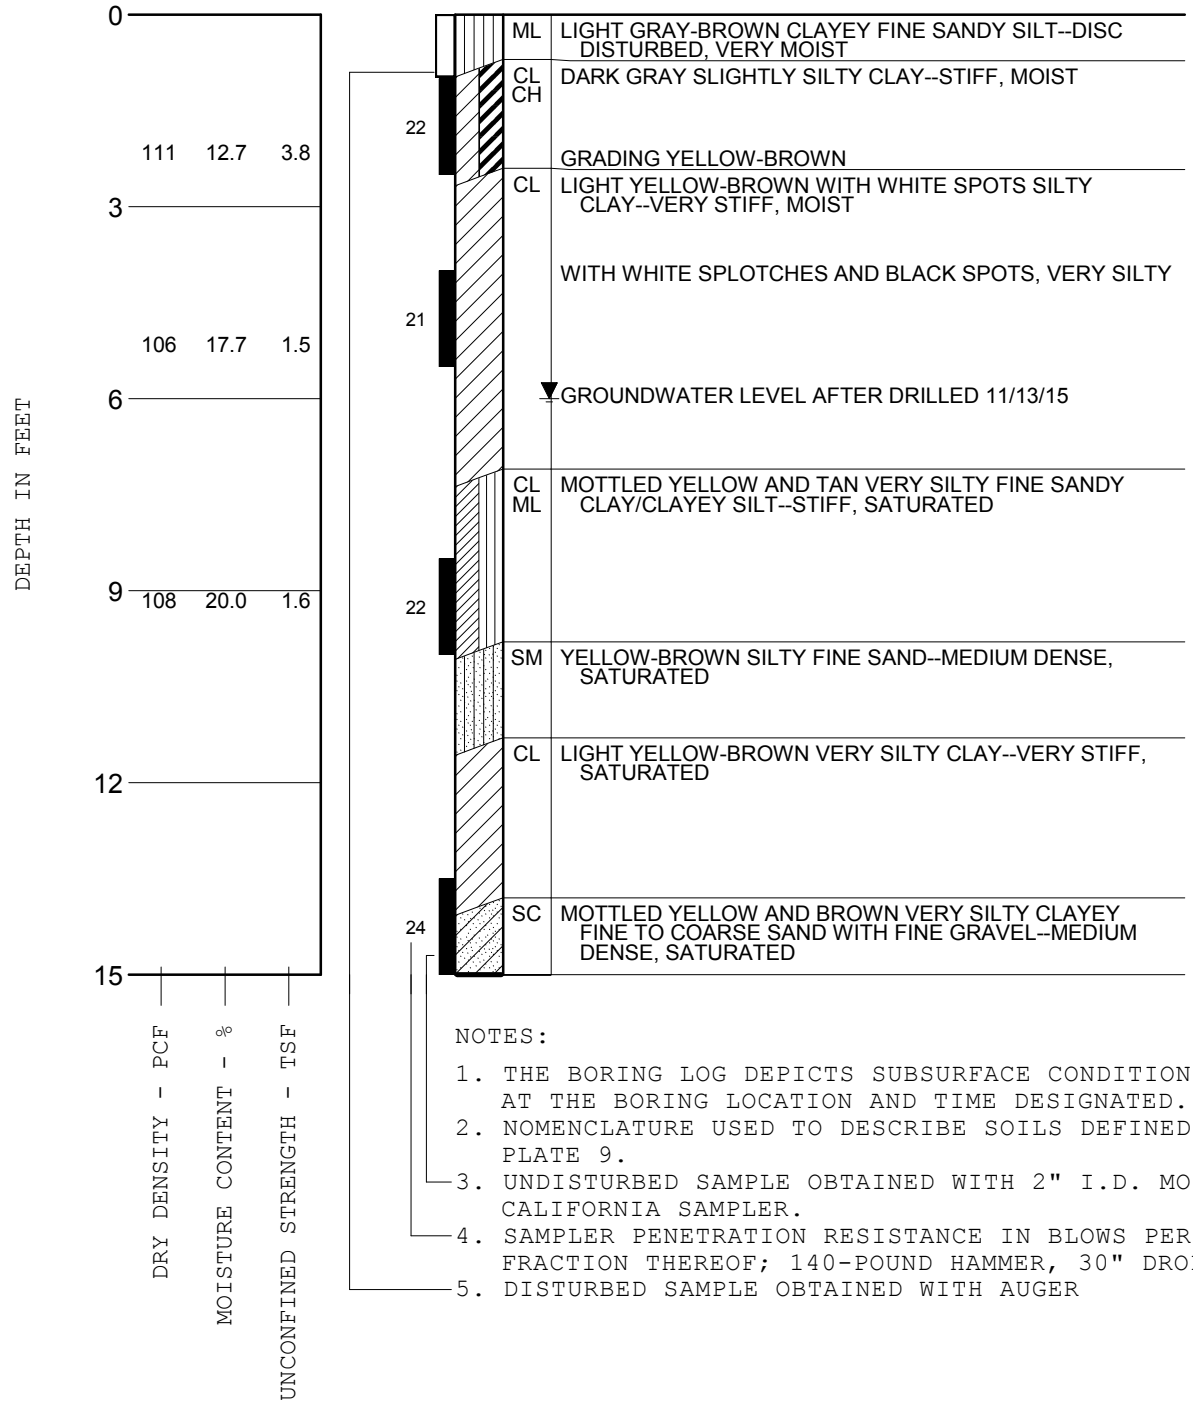 0
ML LIGHT GRAY-BROWN CLAYEY FINE SANDY SILT--DISC
DISTURBED, VERY MOIST
CL DARK GRAY SLIGHTLY SILTY CLAY--STIFF, MOIST
CH
22
111 12.7 3.8
GRADING YELLOW-BROWN
CL LIGHT YELLOW-BROWN WITH WHITE SPOTS SILTY
CLAY--VERY STIFF, MOIST
3
WITH WHITE SPLOTCHES AND BLACK SPOTS, VERY SILTY
21
106 17.7 1.5
6
GROUNDWATER LEVEL AFTER DRILLED 11/13/15
DEPTH IN FEET
CL MOTTLED YELLOW AND TAN VERY SILTY FINE SANDY
ML CLAY/CLAYEY SILT--STIFF, SATURATED
9
108 20.0 1.6
22
SM YELLOW-BROWN SILTY FINE SAND--MEDIUM DENSE,
SATURATED
CL LIGHT YELLOW-BROWN VERY SILTY CLAY--VERY STIFF,
SATURATED
12
SC MOTTLED YELLOW AND BROWN VERY SILTY CLAYEY
24
FINE TO COARSE SAND WITH FINE GRAVEL--MEDIUM
DENSE, SATURATED
15
DRY DENSITY - PCF
MOISTURE CONTENT - %
UNCONFINED STRENGTH - TSF
NOTES:
1. THE BORING LOG DEPICTS SUBSURFACE CONDITION
AT THE BORING LOCATION AND TIME DESIGNATED.
2. NOMENCLATURE USED TO DESCRIBE SOILS DEFINED
PLATE 9.
3. UNDISTURBED SAMPLE OBTAINED WITH 2" I.D. MO
CALIFORNIA SAMPLER.
4. SAMPLER PENETRATION RESISTANCE IN BLOWS PER
FRACTION THEREOF; 140-POUND HAMMER, 30" DRO
5. DISTURBED SAMPLE OBTAINED WITH AUGER